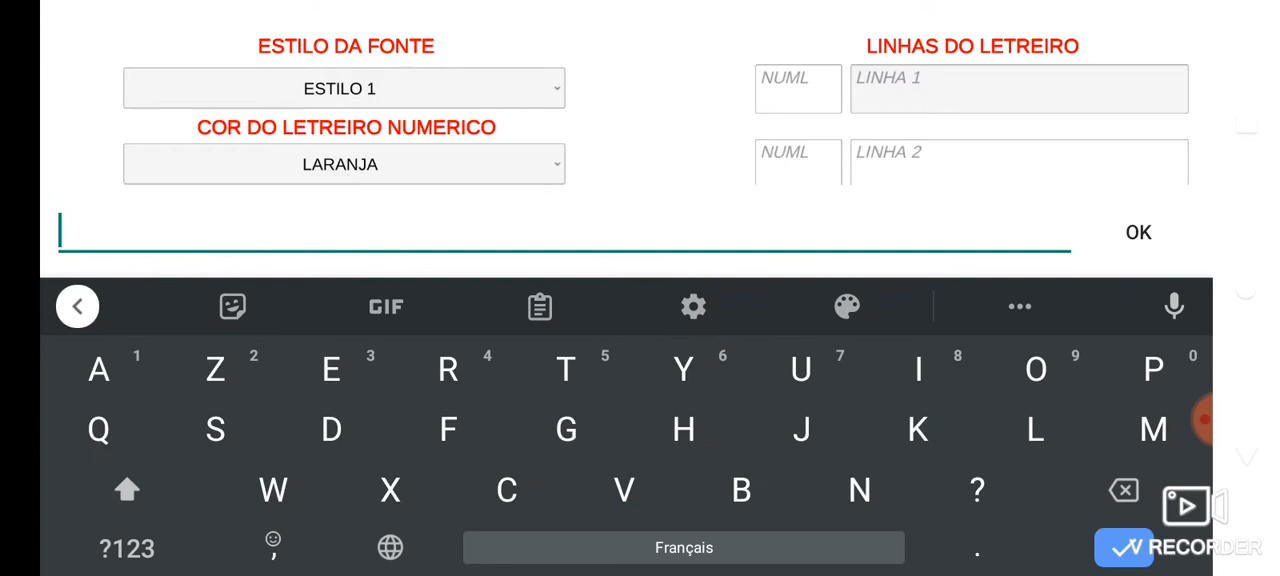 ESTILO DA FONTE
LINHAS DO LETREIRO
ESTILO 1
NUML
LINHA 1
COR DO LETREIRO NUMERICO
LARANJA
NUML
LINHA 2
OK
GIF
A 1 Z 2 E 3 R 4 T 5 Y 6 U 7 I 8 O 9 P 0
Q S D F G H J K L M
W X C V B N ?
?123 , Français .
V RECORDER